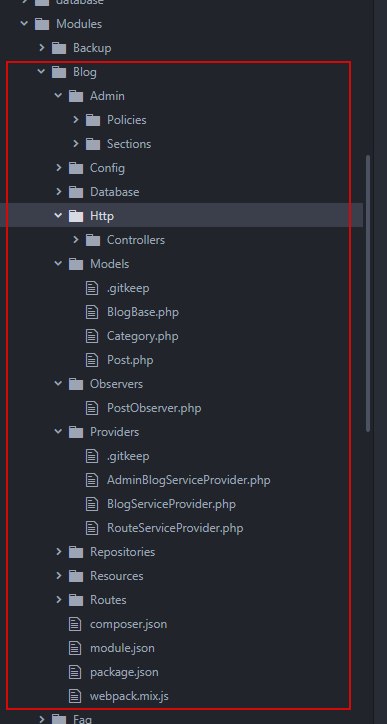 database
Modules
Backup
Blog
Admin
Policies
Sections
Config
Database
Http
Controllers
Models
.gitkeep
BlogBase.php
Category.php
Post.php
Observers
PostObserver.php
Providers
.gitkeep
AdminBlogServiceProvider.php
BlogServiceProvider.php
RouteServiceProvider.php
Repositories
Resources
Routes
composer.json
module.json
package.json
webpack.mix.js
Faq